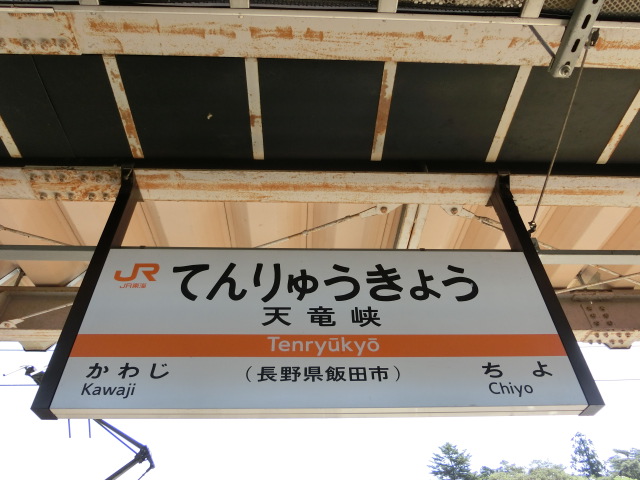 JR
JR東海
てんりゅうきょう
天竜峡
Tenryūkyō
かわじ
Kawaji
（長野県飯田市）
ちよ
Chiyo